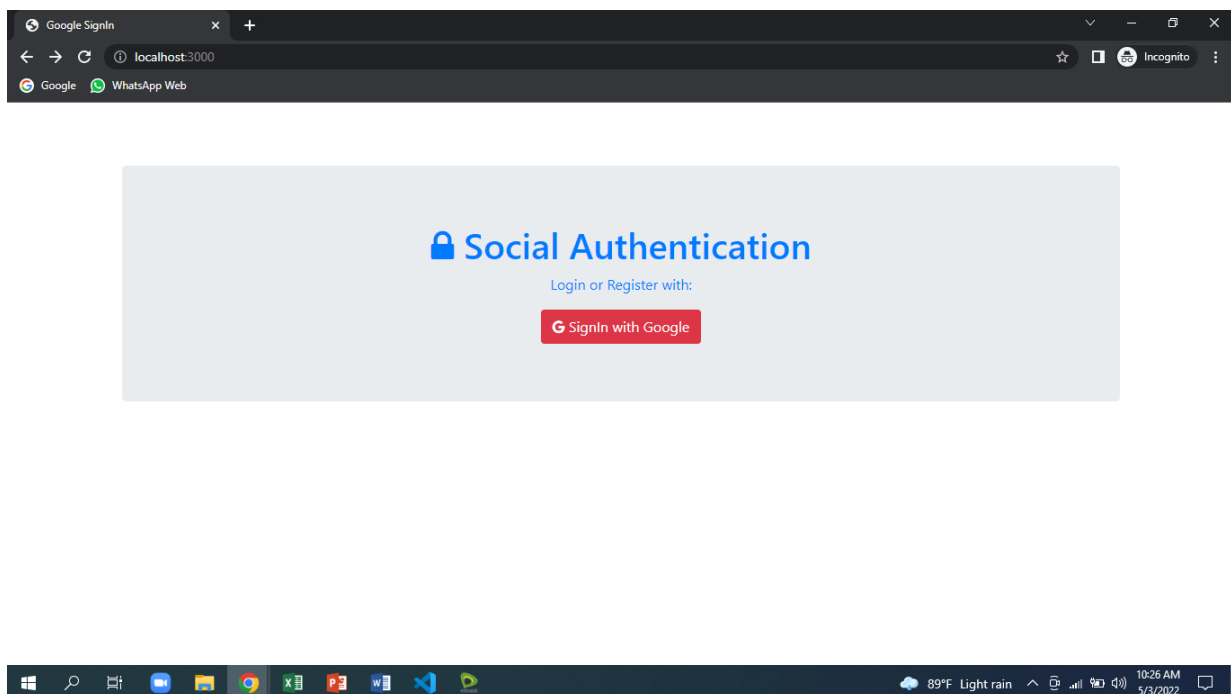 Google SignIn
localhost:3000
Incognito
Google WhatsApp Web
Social Authentication
Login or Register with:
G SignIn with Google
89°F Light rain
10:26 AM
5/3/2022